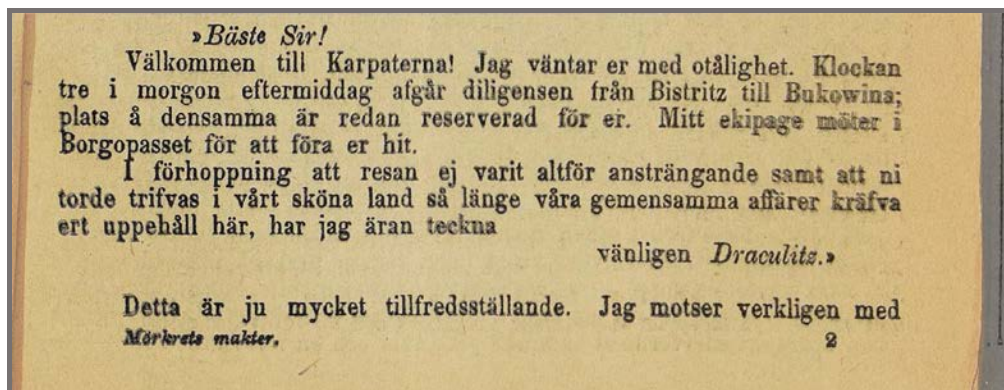 »Bäste Sir!
Välkommen till Karpaterna! Jag väntar er med otålighet. Klockan
tre i morgon eftermiddag afgår diligensen från Bistritz till Bukowina;
plats å densamma är redan reserverad för er. Mitt ekipage möter i
Borgopasset för att föra er hit.
I förhoppning att resan ej varit altför ansträngande samt att ni
torde trifvas i vårt sköna land så länge våra gemensamma affärer kräfva
ert uppehåll här, har jag äran teckna
vänligen Draculitz.»
Detta är ju mycket tillfredsställande. Jag motser verkligen med
Mörkrets makter. 2